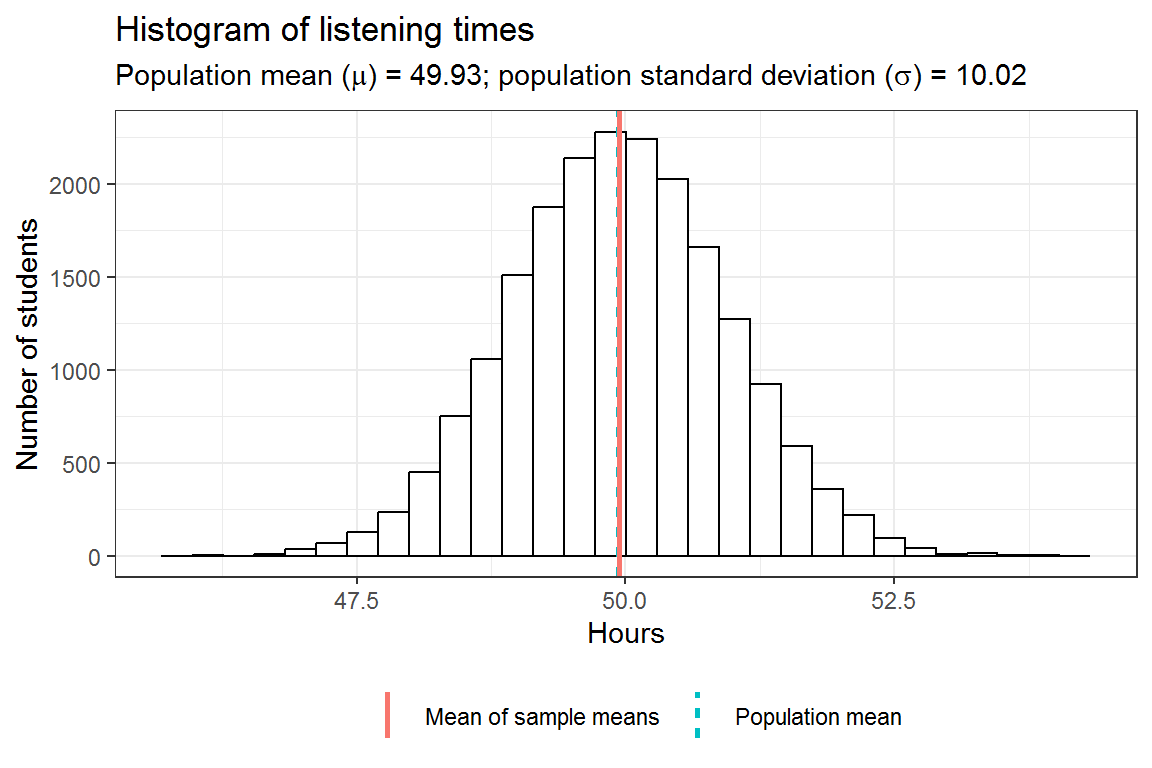 Histogram of listening times
Population mean (μ) = 49.93; population standard deviation (σ) = 10.02
Number of students
2000
1500
1000
500
0
47.5 50.0 52.5
Hours
Mean of sample means Population mean